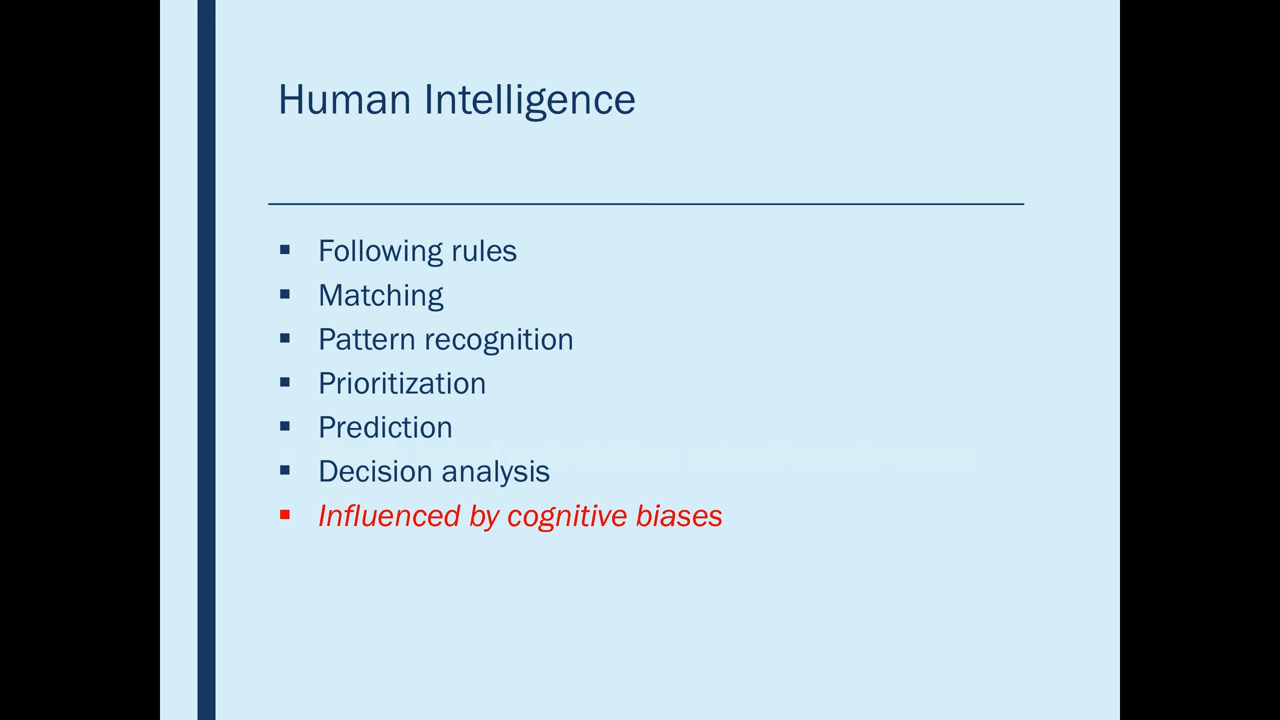 Human Intelligence
▪ Following rules
▪ Matching
▪ Pattern recognition
▪ Prioritization
▪ Prediction
▪ Decision analysis
▪ Influenced by cognitive biases